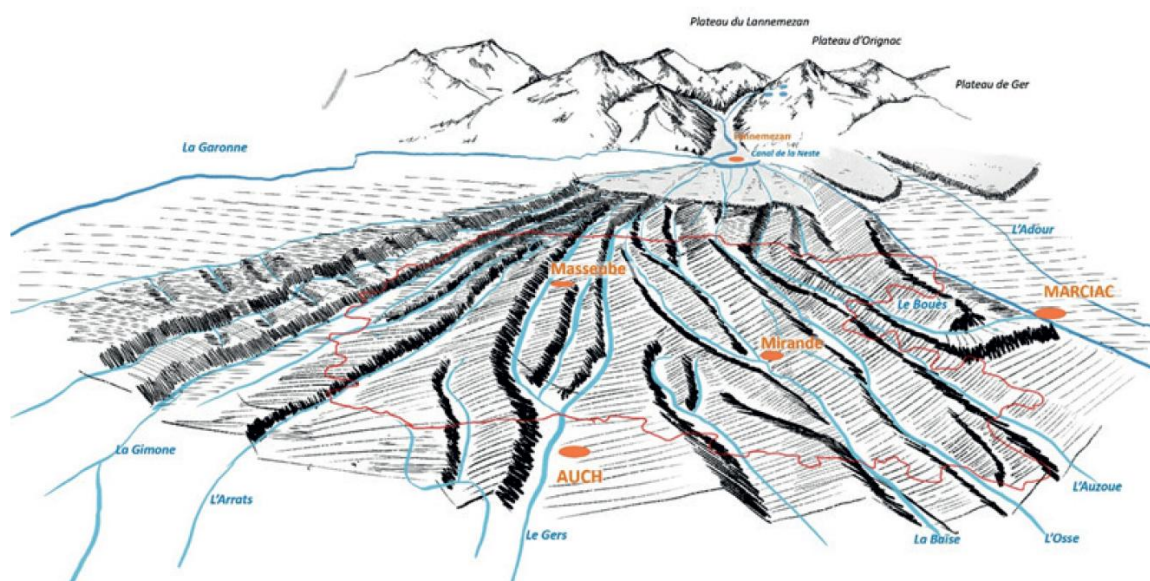 Plateau du Lannemezan
Plateau d'Orignac
Plateau de Ger
Lannemezan
La Garonne
Canal de la Neste
L'Adour
Masseube
Le Bouès
MARCIAC
Mirande
La Gimone
AUCH
L'Arrats
L'Auzoue
Le Gers
La Baïse
L'Osse